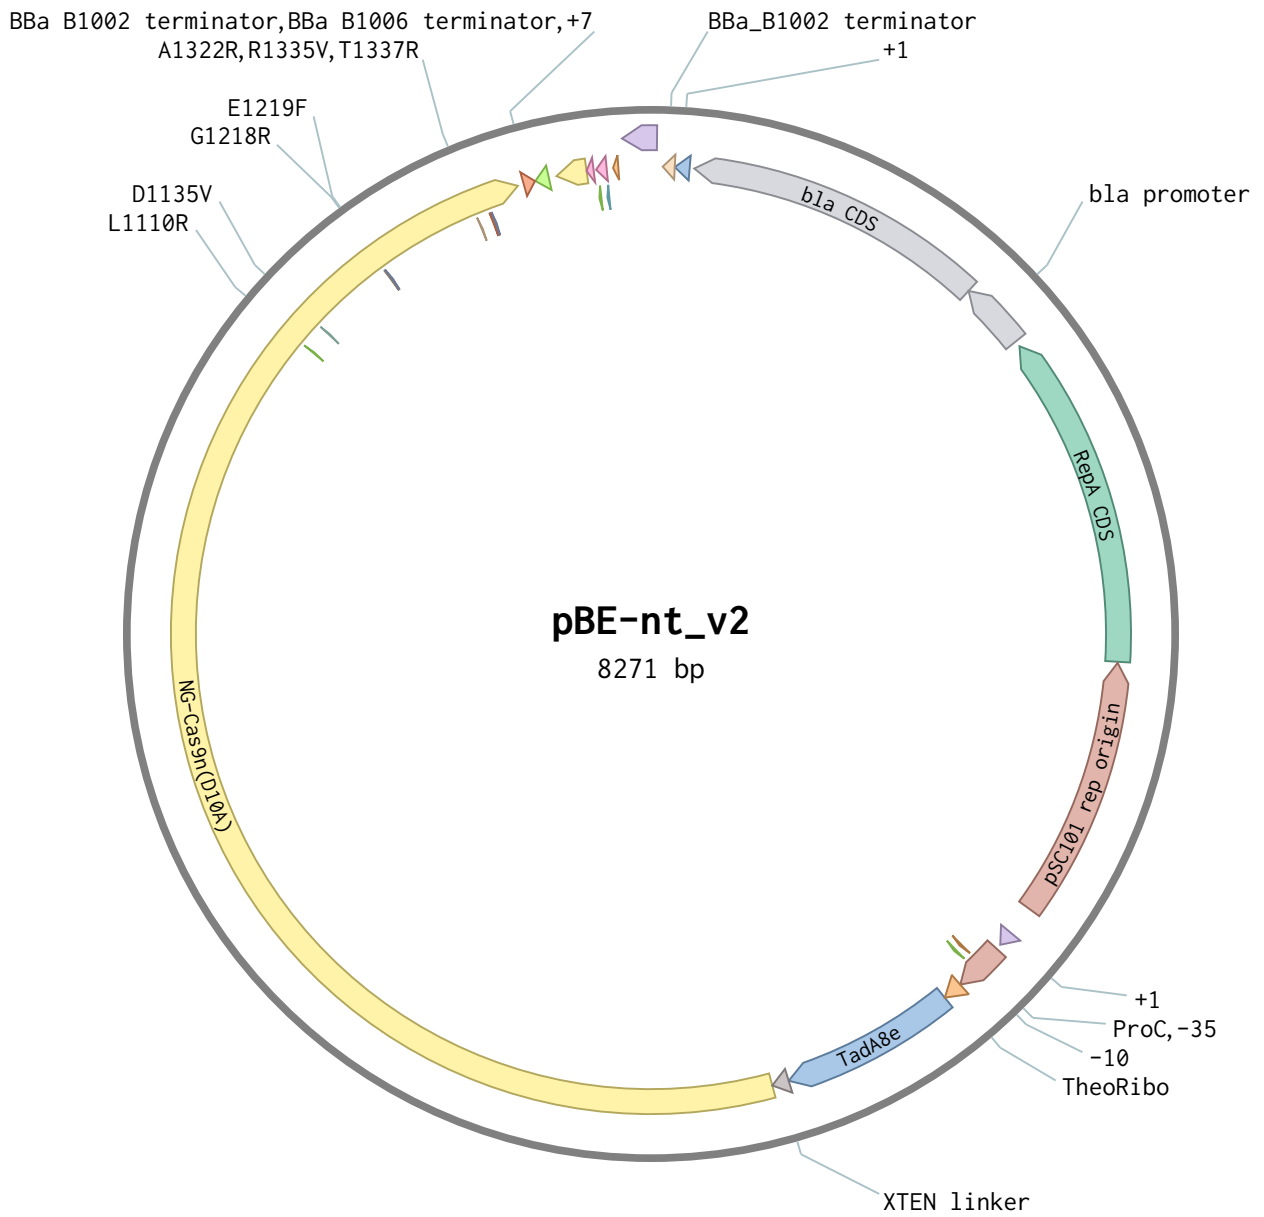 BBa B1002 terminator,BBa B1006 terminator,+7
BBa_B1002 terminator
A1322R,R1335V,T1337R
+1
E1219F
G1218R
D1135V
L1110R
bla promoter
bla CDS
RepA CDS
pBE-nt_v2
8271 bp
NG-Cas9n(D10A)
pSC101 rep origin
+1
ProC,-35
-10
TheoRibo
TadA8e
XTEN linker